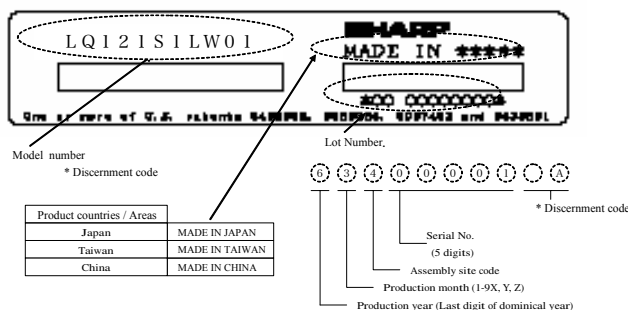 LQ121S1LW01
SHARP
MADE IN *****
Model number
* Discernment code
Lot Number.
6 3 4 0 0 0 0 1 A
* Discernment code
Serial No.
(5 digits)
Assembly site code
Production month (1-9X, Y, Z)
Production year (Last digit of dominical year)
Product countries / Areas
Japan MADE IN JAPAN
Taiwan MADE IN TAIWAN
China MADE IN CHINA